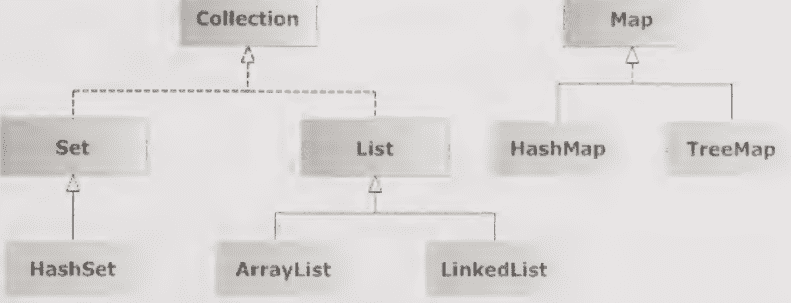 Collection
Map
Set
List
HashMap
TreeMap
HashSet
ArrayList
LinkedList